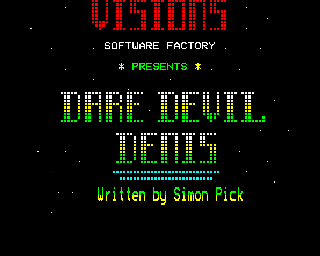 VISIONS
SOFTWARE FACTORY
* PRESENTS *
DARE DEVIL
DENIS
Written by Simon Pick